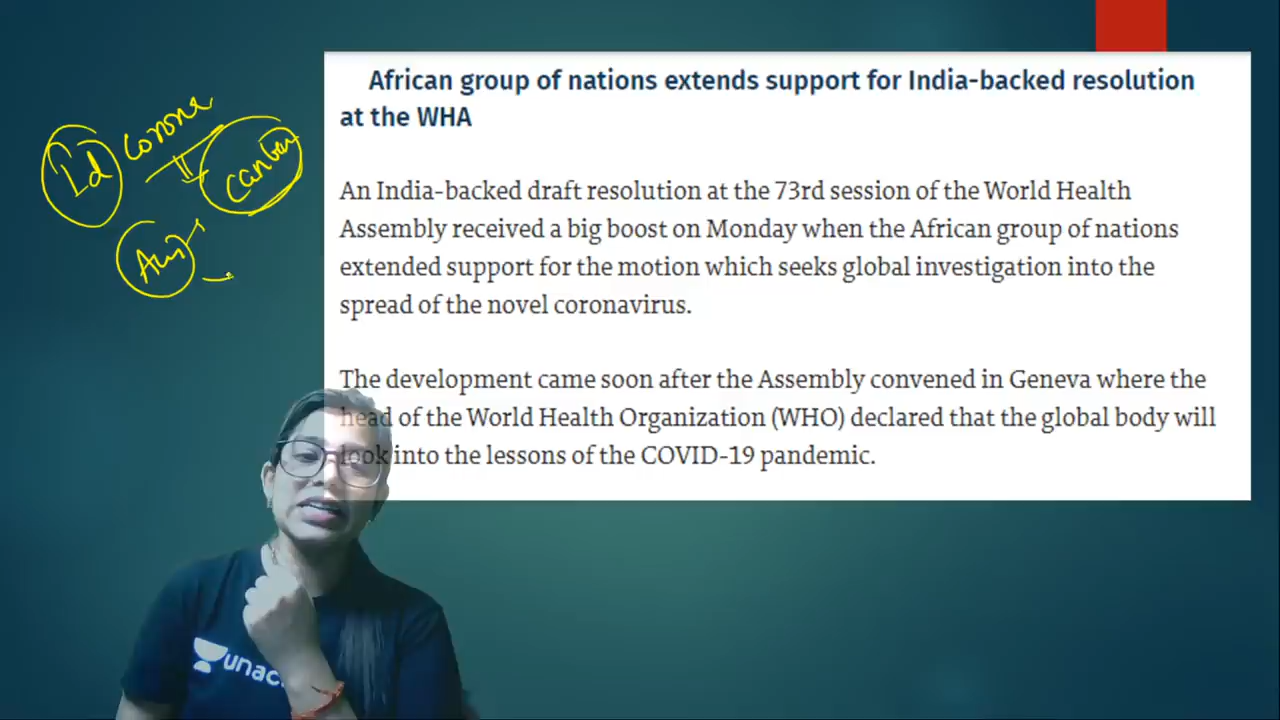 African group of nations extends support for India-backed resolution
at the WHA
An India-backed draft resolution at the 73rd session of the World Health
Assembly received a big boost on Monday when the African group of nations
extended support for the motion which seeks global investigation into the
spread of the novel coronavirus.
The development came soon after the Assembly convened in Geneva where the
head of the World Health Organization (WHO) declared that the global body will
look into the lessons of the COVID-19 pandemic.
Corona
unac